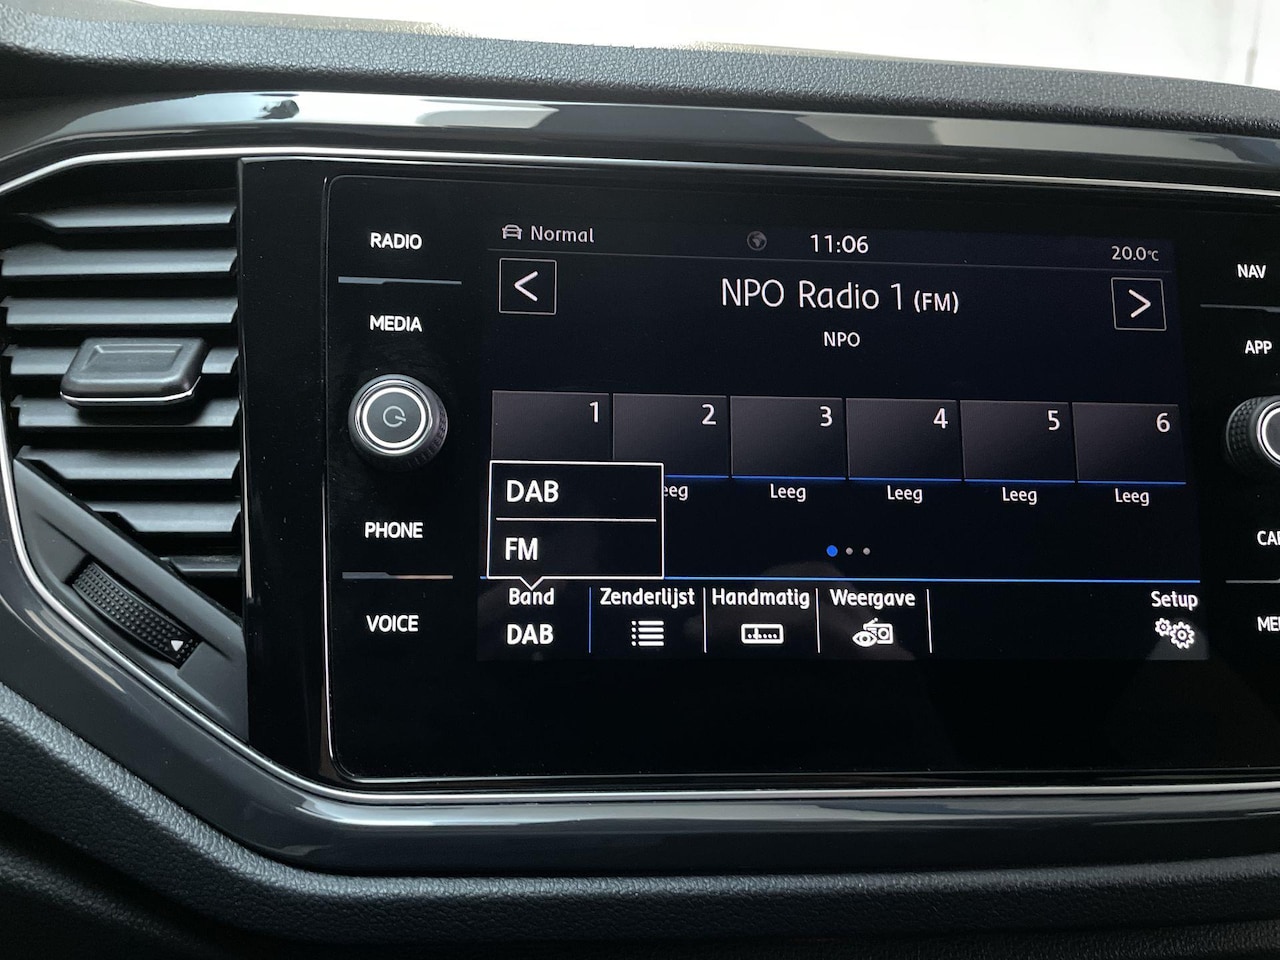 RADIO
MEDIA
PHONE
VOICE
Normal
11:06
20.0°C
<
NPO Radio 1 (FM)
>
NPO
1
2
3
4
5
6
eeg
Leeg
Leeg
Leeg
Leeg
DAB
FM
Band
Zenderlijst
Handmatig
Weergave
Setup
DAB
NAV
APP